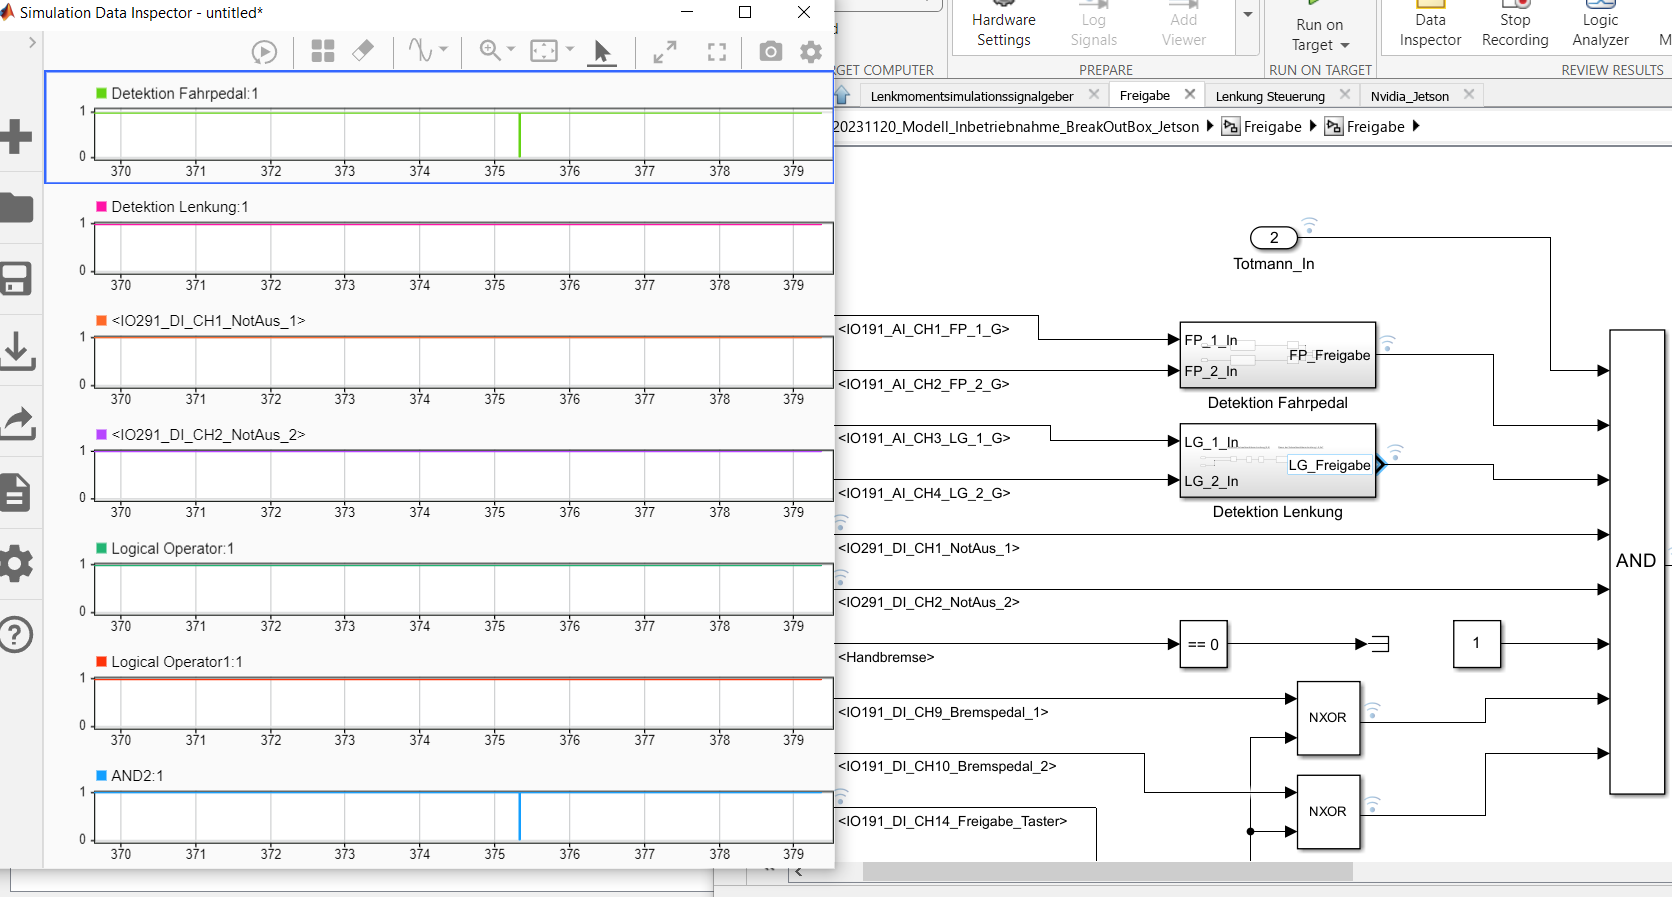 Simulation Data Inspector - untitled*
Detektion Fahrpedal:1
1
0
370 371 372 373 374 375 376 377 378 379
Detektion Lenkung:1
1
0
370 371 372 373 374 375 376 377 378 379
<IO291_DI_CH1_NotAus_1>
1
0
370 371 372 373 374 375 376 377 378 379
<IO291_DI_CH2_NotAus_2>
1
0
370 371 372 373 374 375 376 377 378 379
Logical Operator:1
1
0
370 371 372 373 374 375 376 377 378 379
Logical Operator1:1
1
0
370 371 372 373 374 375 376 377 378 379
AND2:1
1
0
370 371 372 373 374 375 376 377 378 379
Hardware
Settings
Log
Signals
Add
Viewer
Run on
Target
Data
Inspector
Stop
Recording
Logic
Analyzer
M
GET COMPUTER
PREPARE
RUN ON TARGET
REVIEW RESULTS
Lenkmomentsimulationssignalgeber
Freigabe
Lenkung Steuerung
Nvidia_Jetson
20231120_Modell_Inbetriebnahme_BreakOutBox_Jetson
Freigabe
Freigabe
2
Totmann_In
<IO191_AI_CH1_FP_1_G>
<IO191_AI_CH2_FP_2_G>
FP_1_In
FP_2_In
FP_Freigabe
Detektion Fahrpedal
<IO191_AI_CH3_LG_1_G>
<IO191_AI_CH4_LG_2_G>
LG_1_In
LG_2_In
LG_Freigabe
Detektion Lenkung
<IO291_DI_CH1_NotAus_1>
<IO291_DI_CH2_NotAus_2>
<Handbremse>
== 0
1
AND
<IO191_DI_CH9_Bremspedal_1>
NXOR
<IO191_DI_CH10_Bremspedal_2>
NXOR
<IO191_DI_CH14_Freigabe_Taster>